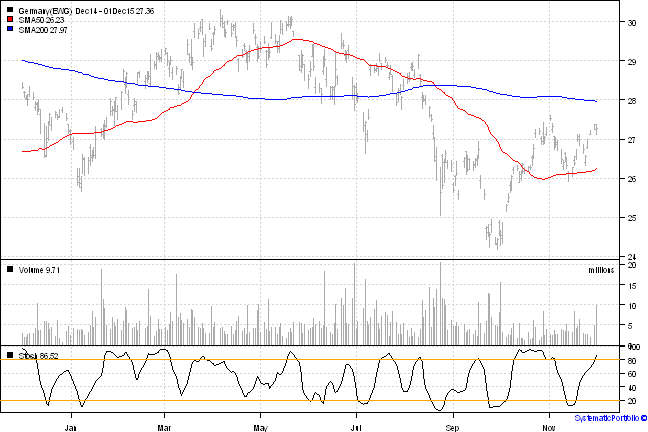 Germany(EWG) Dec14 - 01Dec15 27.36
SMA50 26.23
SMA200 27.97
30
29
28
27
26
25
24
Volume 9.71
millions
20
15
10
5
0
Stoch 86.52
100
80
60
40
20
Jan Mar May Jul Sep Nov
SystematicPortfolio ©